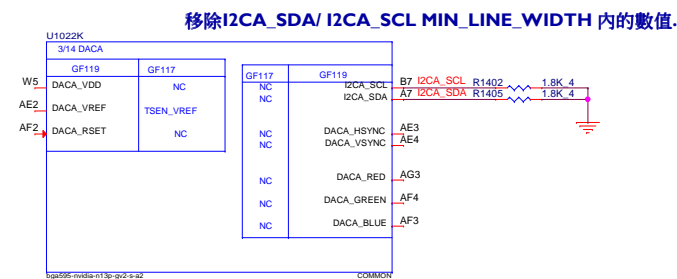 移除I2CA_SDA/ I2CA_SCL MIN_LINE_WIDTH 內的數值.
U1022K
3/14 DACA
GF119 GF117 GF117 GF119
W5 DACA_VDD NC NC I2CA_SCL B7 I2CA_SCL R1402 1.8K_4
NC I2CA_SDA A7 I2CA_SDA R1405 1.8K_4
AE2 DACA_VREF TSEN_VREF
AF2 DACA_RSET NC NC DACA_HSYNC AE3
NC DACA_VSYNC AE4
NC DACA_RED AG3
NC DACA_GREEN AF4
NC DACA_BLUE AF3
bga595-nvidia-n13p-gv2-s-a2 COMMON